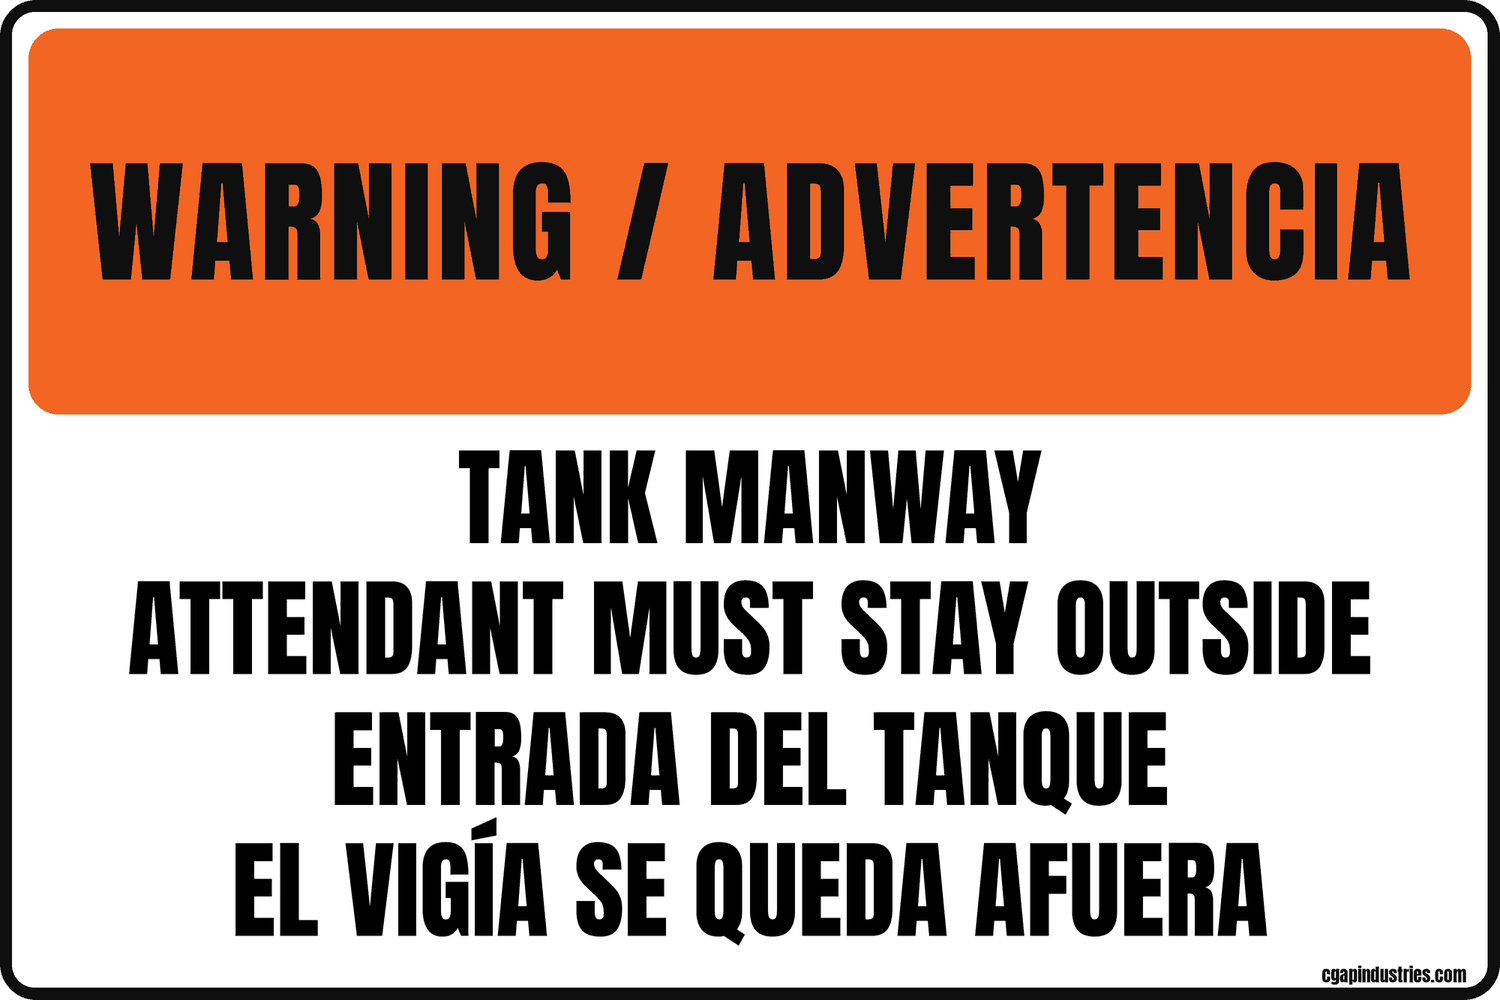 WARNING / ADVERTENCIA
TANK MANWAY
ATTENDANT MUST STAY OUTSIDE
ENTRADA DEL TANQUE
EL VIGÍA SE QUEDA AFUERA
cgapindustries.com